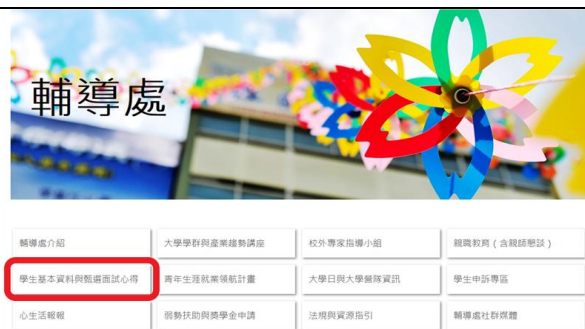 輔導處
輔導處介紹
大學學群與產業趨勢講座
校外專家指導小組
親職教育（含親師懇談）
學生基本資料與甄選面試心得
青年生涯就業領航計畫
大學日與大學營隊資訊
學生申訴專區
心生活報報
弱勢扶助與獎學金申請
法規與資源指引
輔導處社群媒體